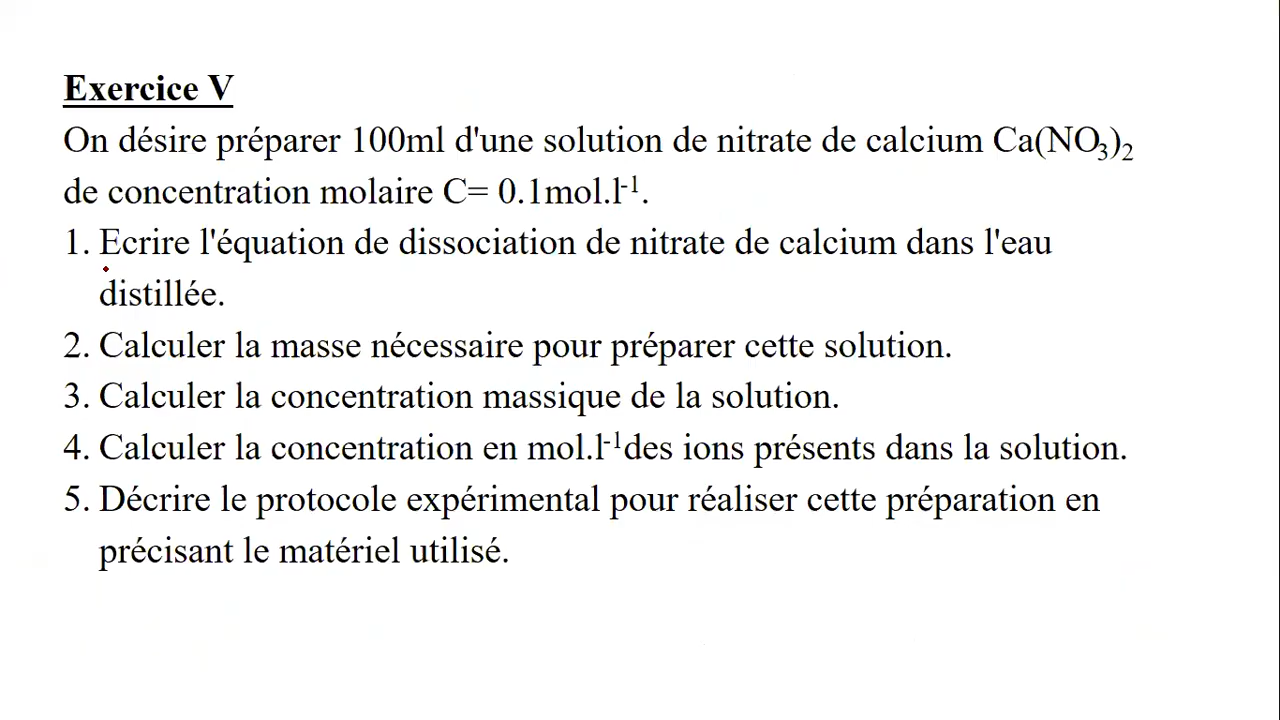 Exercice V
On désire préparer 100ml d'une solution de nitrate de calcium Ca(NO₃)₂
de concentration molaire C= 0.1mol.l⁻¹.
1. Ecrire l'équation de dissociation de nitrate de calcium dans l'eau
distillée.
2. Calculer la masse nécessaire pour préparer cette solution.
3. Calculer la concentration massique de la solution.
4. Calculer la concentration en mol.l⁻¹des ions présents dans la solution.
5. Décrire le protocole expérimental pour réaliser cette préparation en
précisant le matériel utilisé.